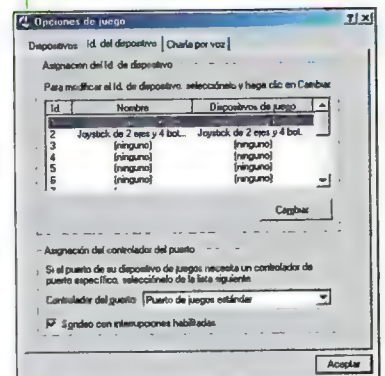 Opciones de juego
Dispositivos Id. del dispositivo Charla por voz
Asignación del Id. de dispositivo
Para modificar el Id. de dispositivo, selecciónelo y haga clic en Cambiar
Id. Nombre Dispositivos de juego
1
2 Joystick de 2 ejes y 4 bot... Joystick de 2 ejes y 4 bot.
3 (ninguno) (ninguno)
4 (ninguno) (ninguno)
5 (ninguno) (ninguno)
6 (ninguno) (ninguno)
Cambiar
Asignación del controlador del puerto
Si el puerto de su dispositivo de juegos necesita un controlador de
puerto específico, selecciónelo de la lista siguiente.
Controlador del puerto Puerto de juegos estándar
Sondeo con interrupciones habilitadas
Aceptar